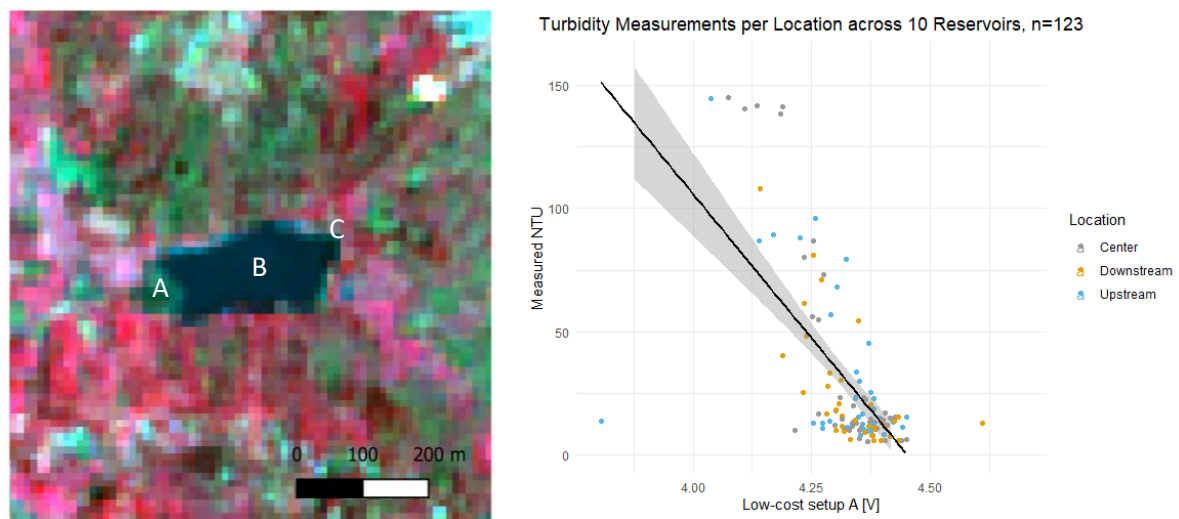 A
B
C
0 100 200 m
Turbidity Measurements per Location across 10 Reservoirs, n=123
Measured NTU
150
100
50
0
4.00 4.25 4.50
Low-cost setup A [V]
Location
Center
Downstream
Upstream